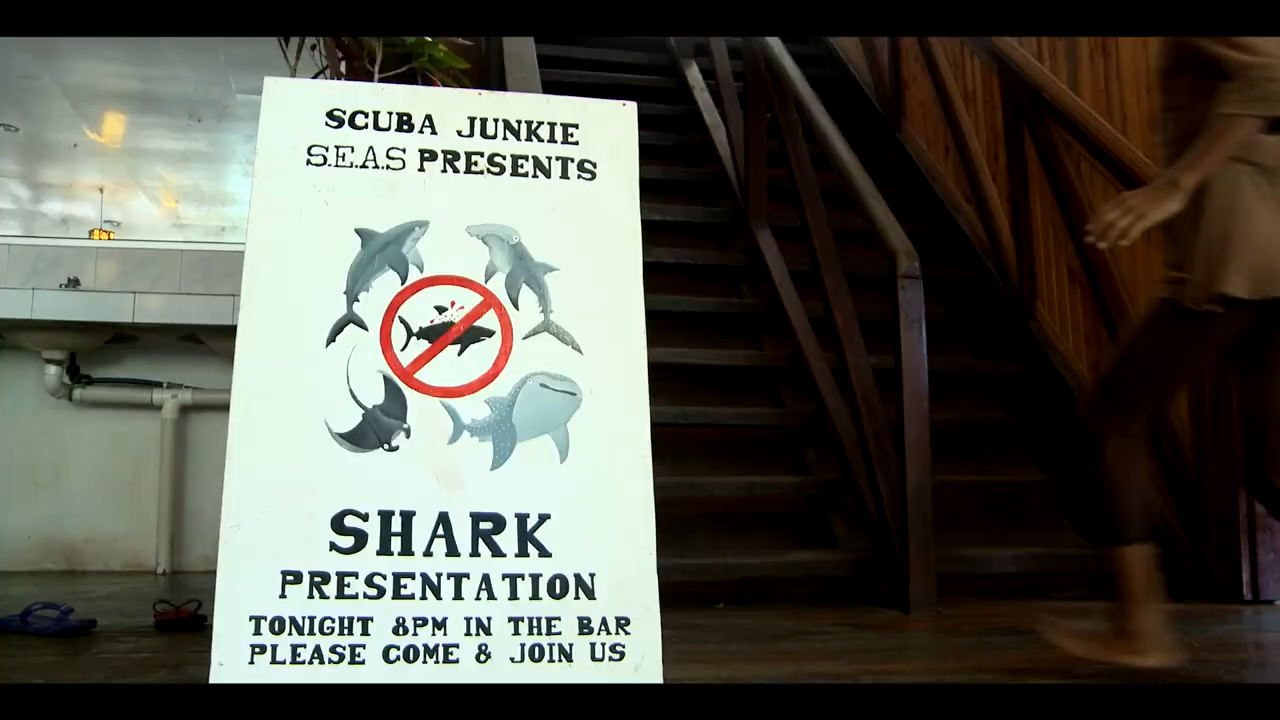 SCUBA JUNKIE
S.E.A.S PRESENTS
SHARK
PRESENTATION
TONIGHT 8PM IN THE BAR
PLEASE COME & JOIN US